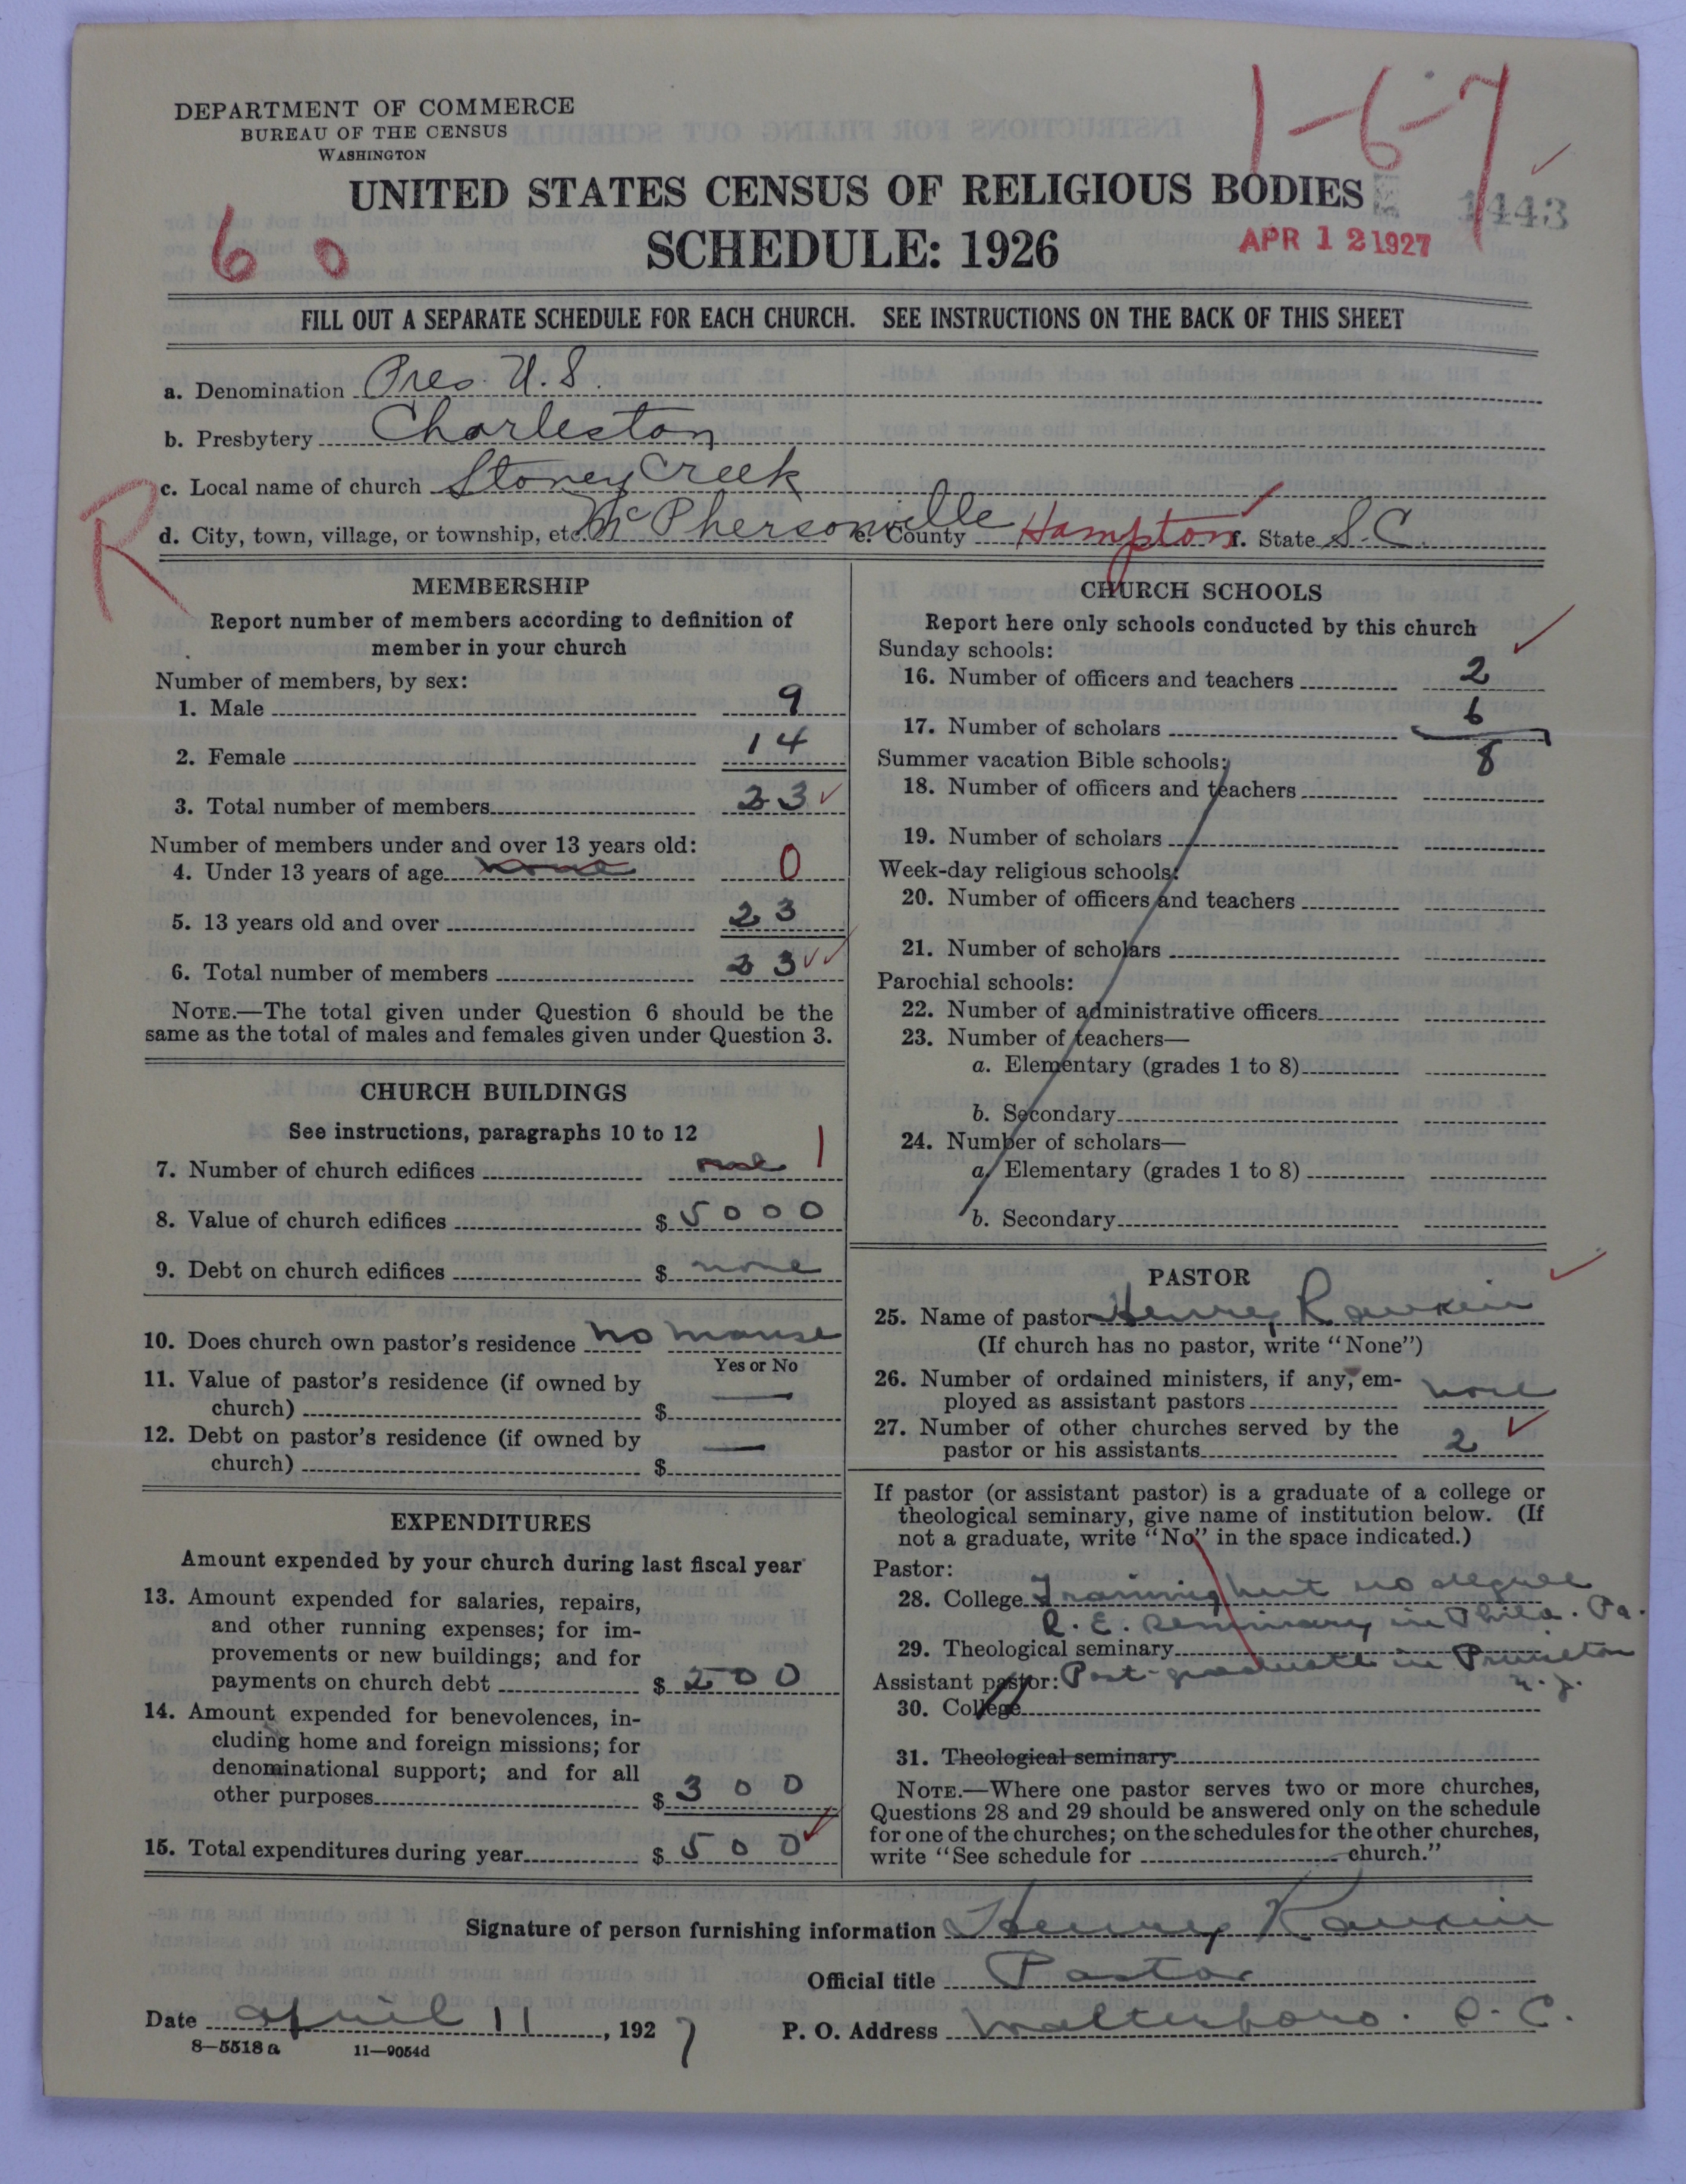 DEPARTMENT OF COMMERCE
BUREAU OF THE CENSUS
WASHINGTON
1-6-7
UNITED STATES CENSUS OF RELIGIOUS BODIES
1443
SCHEDULE: 1926
APR 12 1927
60
FILL OUT A SEPARATE SCHEDULE FOR EACH CHURCH. SEE INSTRUCTIONS ON THE BACK OF THIS SHEET
a. Denomination Pres. U.S.
b. Presbytery Charleston
R
c. Local name of church Stoney Creek
d. City, town, village, or township, etc. McPhersonville e. County Hampton f. State S.C.
MEMBERSHIP
Report number of members according to definition of
member in your church
Number of members, by sex:
1. Male 9
2. Female 14
3. Total number of members 23
Number of members under and over 13 years old:
4. Under 13 years of age none 0
5. 13 years old and over 23
6. Total number of members 23
NOTE.—The total given under Question 6 should be the
same as the total of males and females given under Question 3.
CHURCH BUILDINGS
See instructions, paragraphs 10 to 12
7. Number of church edifices one 1
8. Value of church edifices $ 5000
9. Debt on church edifices $ none
10. Does church own pastor's residence no manse
Yes or No
11. Value of pastor's residence (if owned by
church) $ —
12. Debt on pastor's residence (if owned by
church) $ —
EXPENDITURES
Amount expended by your church during last fiscal year
13. Amount expended for salaries, repairs,
and other running expenses; for im-
provements or new buildings; and for
payments on church debt $ 200
14. Amount expended for benevolences, in-
cluding home and foreign missions; for
denominational support; and for all
other purposes $ 300
15. Total expenditures during year $ 500
CHURCH SCHOOLS
Report here only schools conducted by this church
Sunday schools:
16. Number of officers and teachers 2
17. Number of scholars 6
8
Summer vacation Bible schools:
18. Number of officers and teachers
19. Number of scholars
Week-day religious schools:
20. Number of officers and teachers
21. Number of scholars
Parochial schools:
22. Number of administrative officers
23. Number of teachers—
a. Elementary (grades 1 to 8)
b. Secondary
24. Number of scholars—
a. Elementary (grades 1 to 8)
b. Secondary
PASTOR
25. Name of pastor Henry Rankin
(If church has no pastor, write "None")
26. Number of ordained ministers, if any, em-
ployed as assistant pastors none
27. Number of other churches served by the
pastor or his assistants 2
If pastor (or assistant pastor) is a graduate of a college or
theological seminary, give name of institution below. (If
not a graduate, write "No" in the space indicated.)
Pastor:
28. College Training but no degree
R. E. Seminary in Phila. Pa.
29. Theological seminary
Assistant pastor: Post-graduate in Princeton
N. J.
30. College
31. Theological seminary
NOTE.—Where one pastor serves two or more churches,
Questions 28 and 29 should be answered only on the schedule
for one of the churches; on the schedules for the other churches,
write "See schedule for church."
Signature of person furnishing information Henry Rankin
Official title Pastor
Date April 11, 1927 P. O. Address Walterboro. S. C.
8—5518 a 11—9054d